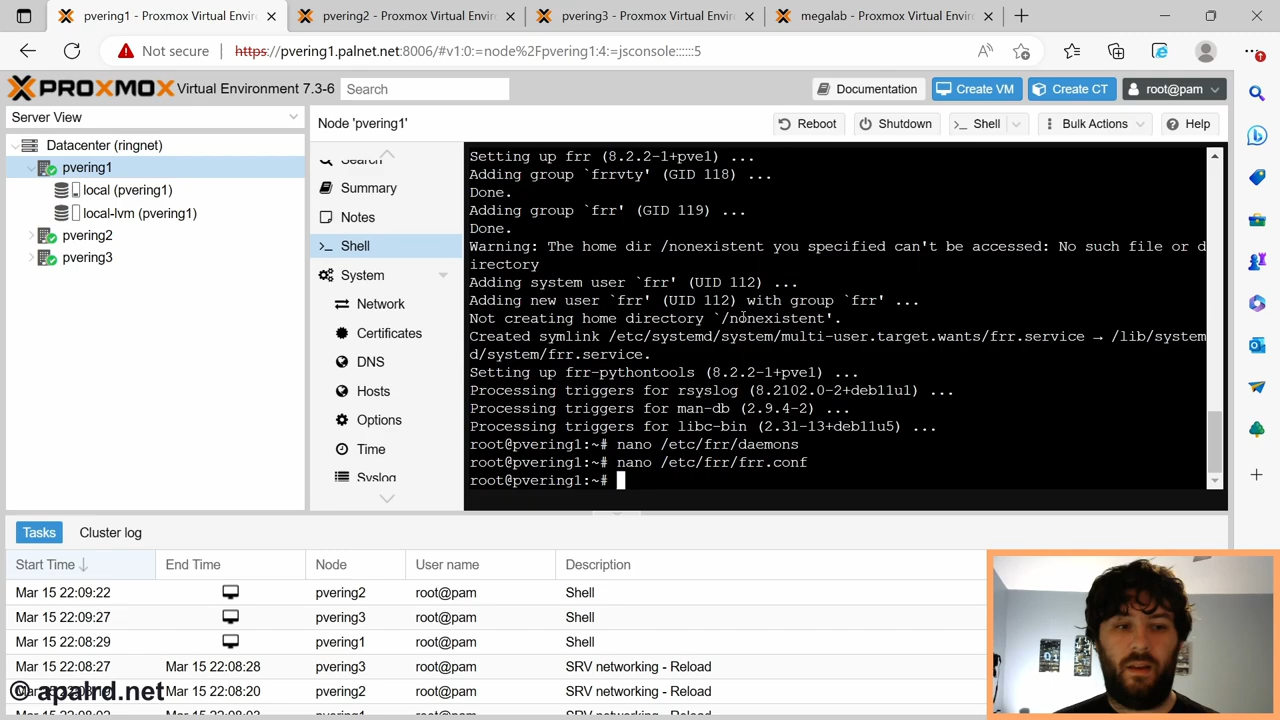 pvering1 - Proxmox Virtual Enviro
pvering2 - Proxmox Virtual Enviro
pvering3 - Proxmox Virtual Enviro
megalab - Proxmox Virtual Environ
Not secure
https://pvering1.palnet.net:8006/#v1:0:=node%2Fpvering1:4:=jsconsole::::::5
PROXMOX Virtual Environment 7.3-6
Search
Documentation
Create VM
Create CT
root@pam
Server View
Node 'pvering1'
Reboot
Shutdown
>_ Shell
Bulk Actions
Help
Datacenter (ringnet)
pvering1
local (pvering1)
local-lvm (pvering1)
pvering2
pvering3
Search
Summary
Notes
>_ Shell
System
Network
Certificates
DNS
Hosts
Options
Time
Syslog
Setting up frr (8.2.2-1+pve1) ...
Adding group `frrvty' (GID 118) ...
Done.
Adding group `frr' (GID 119) ...
Done.
Warning: The home dir /nonexistent you specified can't be accessed: No such file or d
irectory
Adding system user `frr' (UID 112) ...
Adding new user `frr' (UID 112) with group `frr' ...
Not creating home directory `/nonexistent'.
Created symlink /etc/systemd/system/multi-user.target.wants/frr.service → /lib/system
d/system/frr.service.
Setting up frr-pythontools (8.2.2-1+pve1) ...
Processing triggers for rsyslog (8.2102.0-2+deb11u1) ...
Processing triggers for man-db (2.9.4-2) ...
Processing triggers for libc-bin (2.31-13+deb11u5) ...
root@pvering1:~# nano /etc/frr/daemons
root@pvering1:~# nano /etc/frr/frr.conf
root@pvering1:~#
Tasks
Cluster log
Start Time
End Time
Node
User name
Description
Mar 15 22:09:22
pvering2
root@pam
Shell
Mar 15 22:09:27
pvering3
root@pam
Shell
Mar 15 22:08:29
pvering1
root@pam
Shell
Mar 15 22:08:27
Mar 15 22:08:28
pvering3
root@pam
SRV networking - Reload
Mar 15 22:08:20
pvering2
root@pam
SRV networking - Reload
© apalrd.net